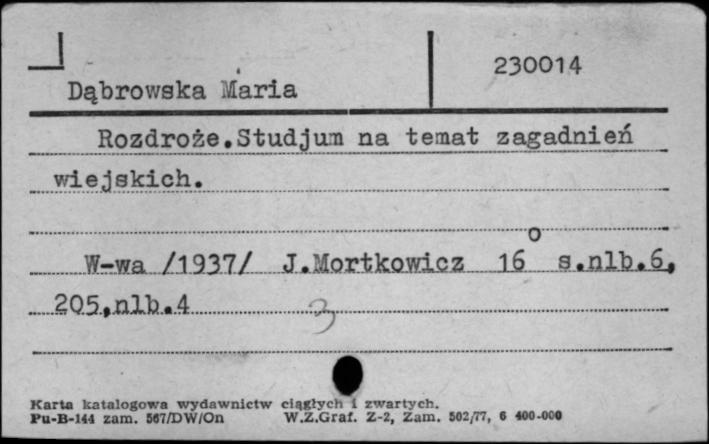 230014
Dąbrowska Maria
Rozdroże.Studjum na temat zagadnień
wiejskich.
W-wa /1937/ J.Mortkowicz 16° s.nlb.6,
205,nlb.4
3
Karta katalogowa wydawnictw ciągłych i zwartych.
Pu-B-144 zam. 567/DW/On W.Z.Graf. Z-2, Zam. 502/77, 6 400-000